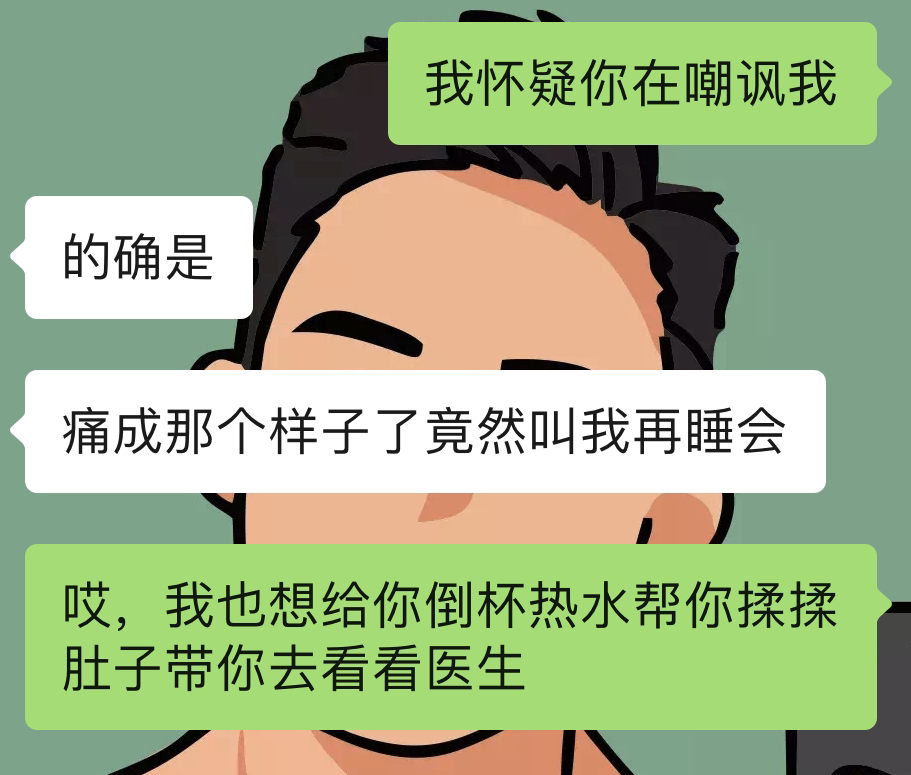 我怀疑你在嘲讽我
的确是
痛成那个样子了竟然叫我再睡会
哎，我也想给你倒杯热水帮你揉揉
肚子带你去看看医生